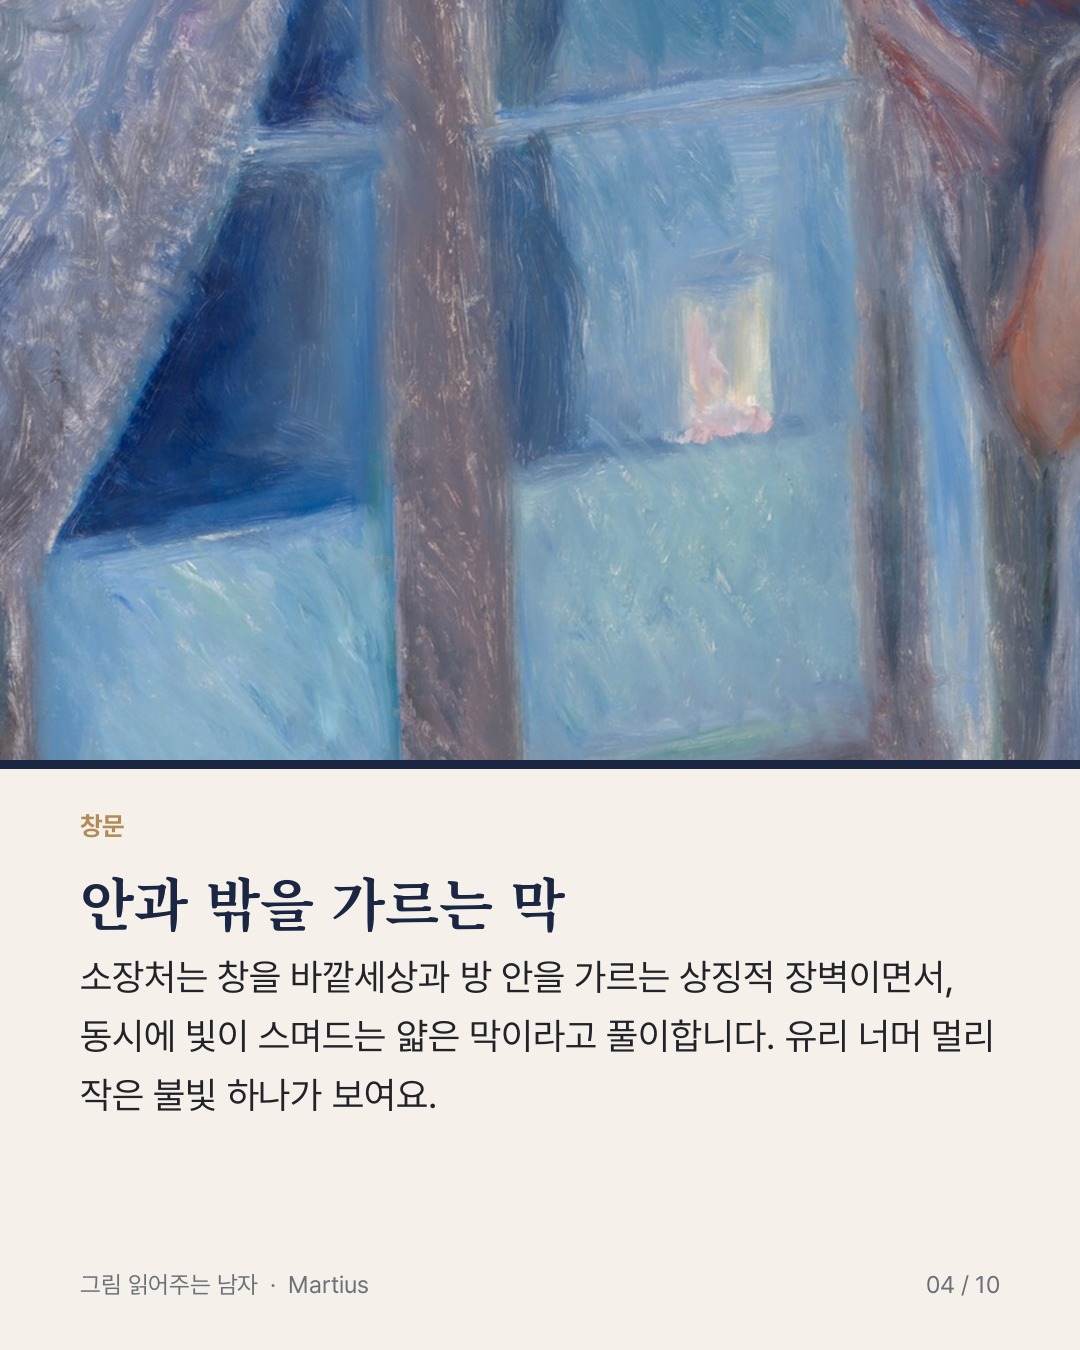 창문
안과 밖을 가르는 막
소장처는 창을 바깥세상과 방 안을 가르는 상징적 장벽이면서,
동시에 빛이 스며드는 얇은 막이라고 풀이합니다. 유리 너머 멀리
작은 불빛 하나가 보여요.
그림 읽어주는 남자 · Martius
04 / 10